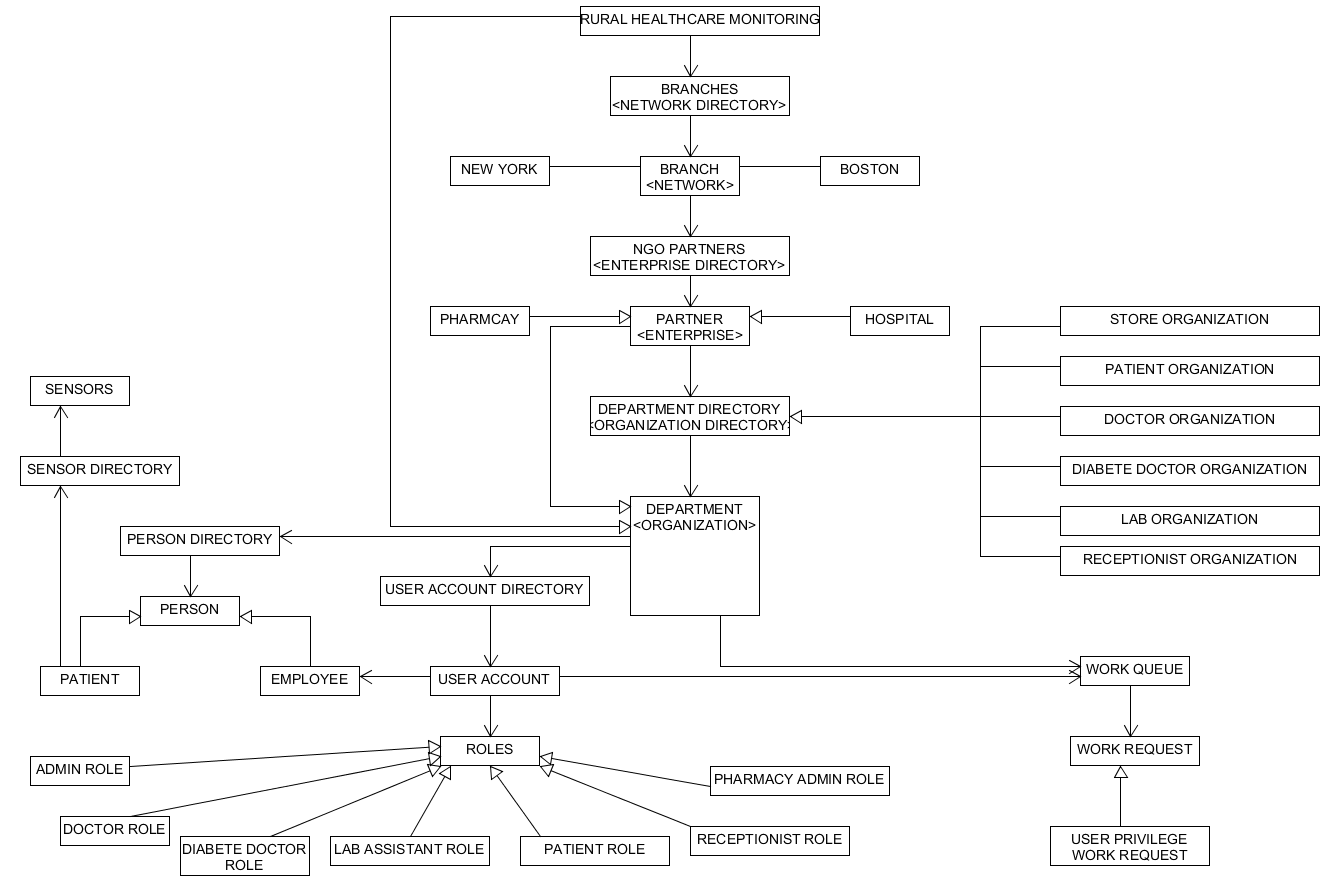 RURAL HEALTHCARE MONITORING
BRANCHES
<NETWORK DIRECTORY>
NEW YORK
BRANCH
<NETWORK>
BOSTON
NGO PARTNERS
<ENTERPRISE DIRECTORY>
PHARMCAY
PARTNER
<ENTERPRISE>
HOSPITAL
STORE ORGANIZATION
PATIENT ORGANIZATION
SENSORS
DEPARTMENT DIRECTORY
<ORGANIZATION DIRECTORY>
DOCTOR ORGANIZATION
SENSOR DIRECTORY
DIABETE DOCTOR ORGANIZATION
DEPARTMENT
<ORGANIZATION>
LAB ORGANIZATION
PERSON DIRECTORY
RECEPTIONIST ORGANIZATION
USER ACCOUNT DIRECTORY
PERSON
PATIENT
EMPLOYEE
USER ACCOUNT
WORK QUEUE
ROLES
WORK REQUEST
ADMIN ROLE
PHARMACY ADMIN ROLE
DOCTOR ROLE
DIABETE DOCTOR
ROLE
LAB ASSISTANT ROLE
PATIENT ROLE
RECEPTIONIST ROLE
USER PRIVILEGE
WORK REQUEST